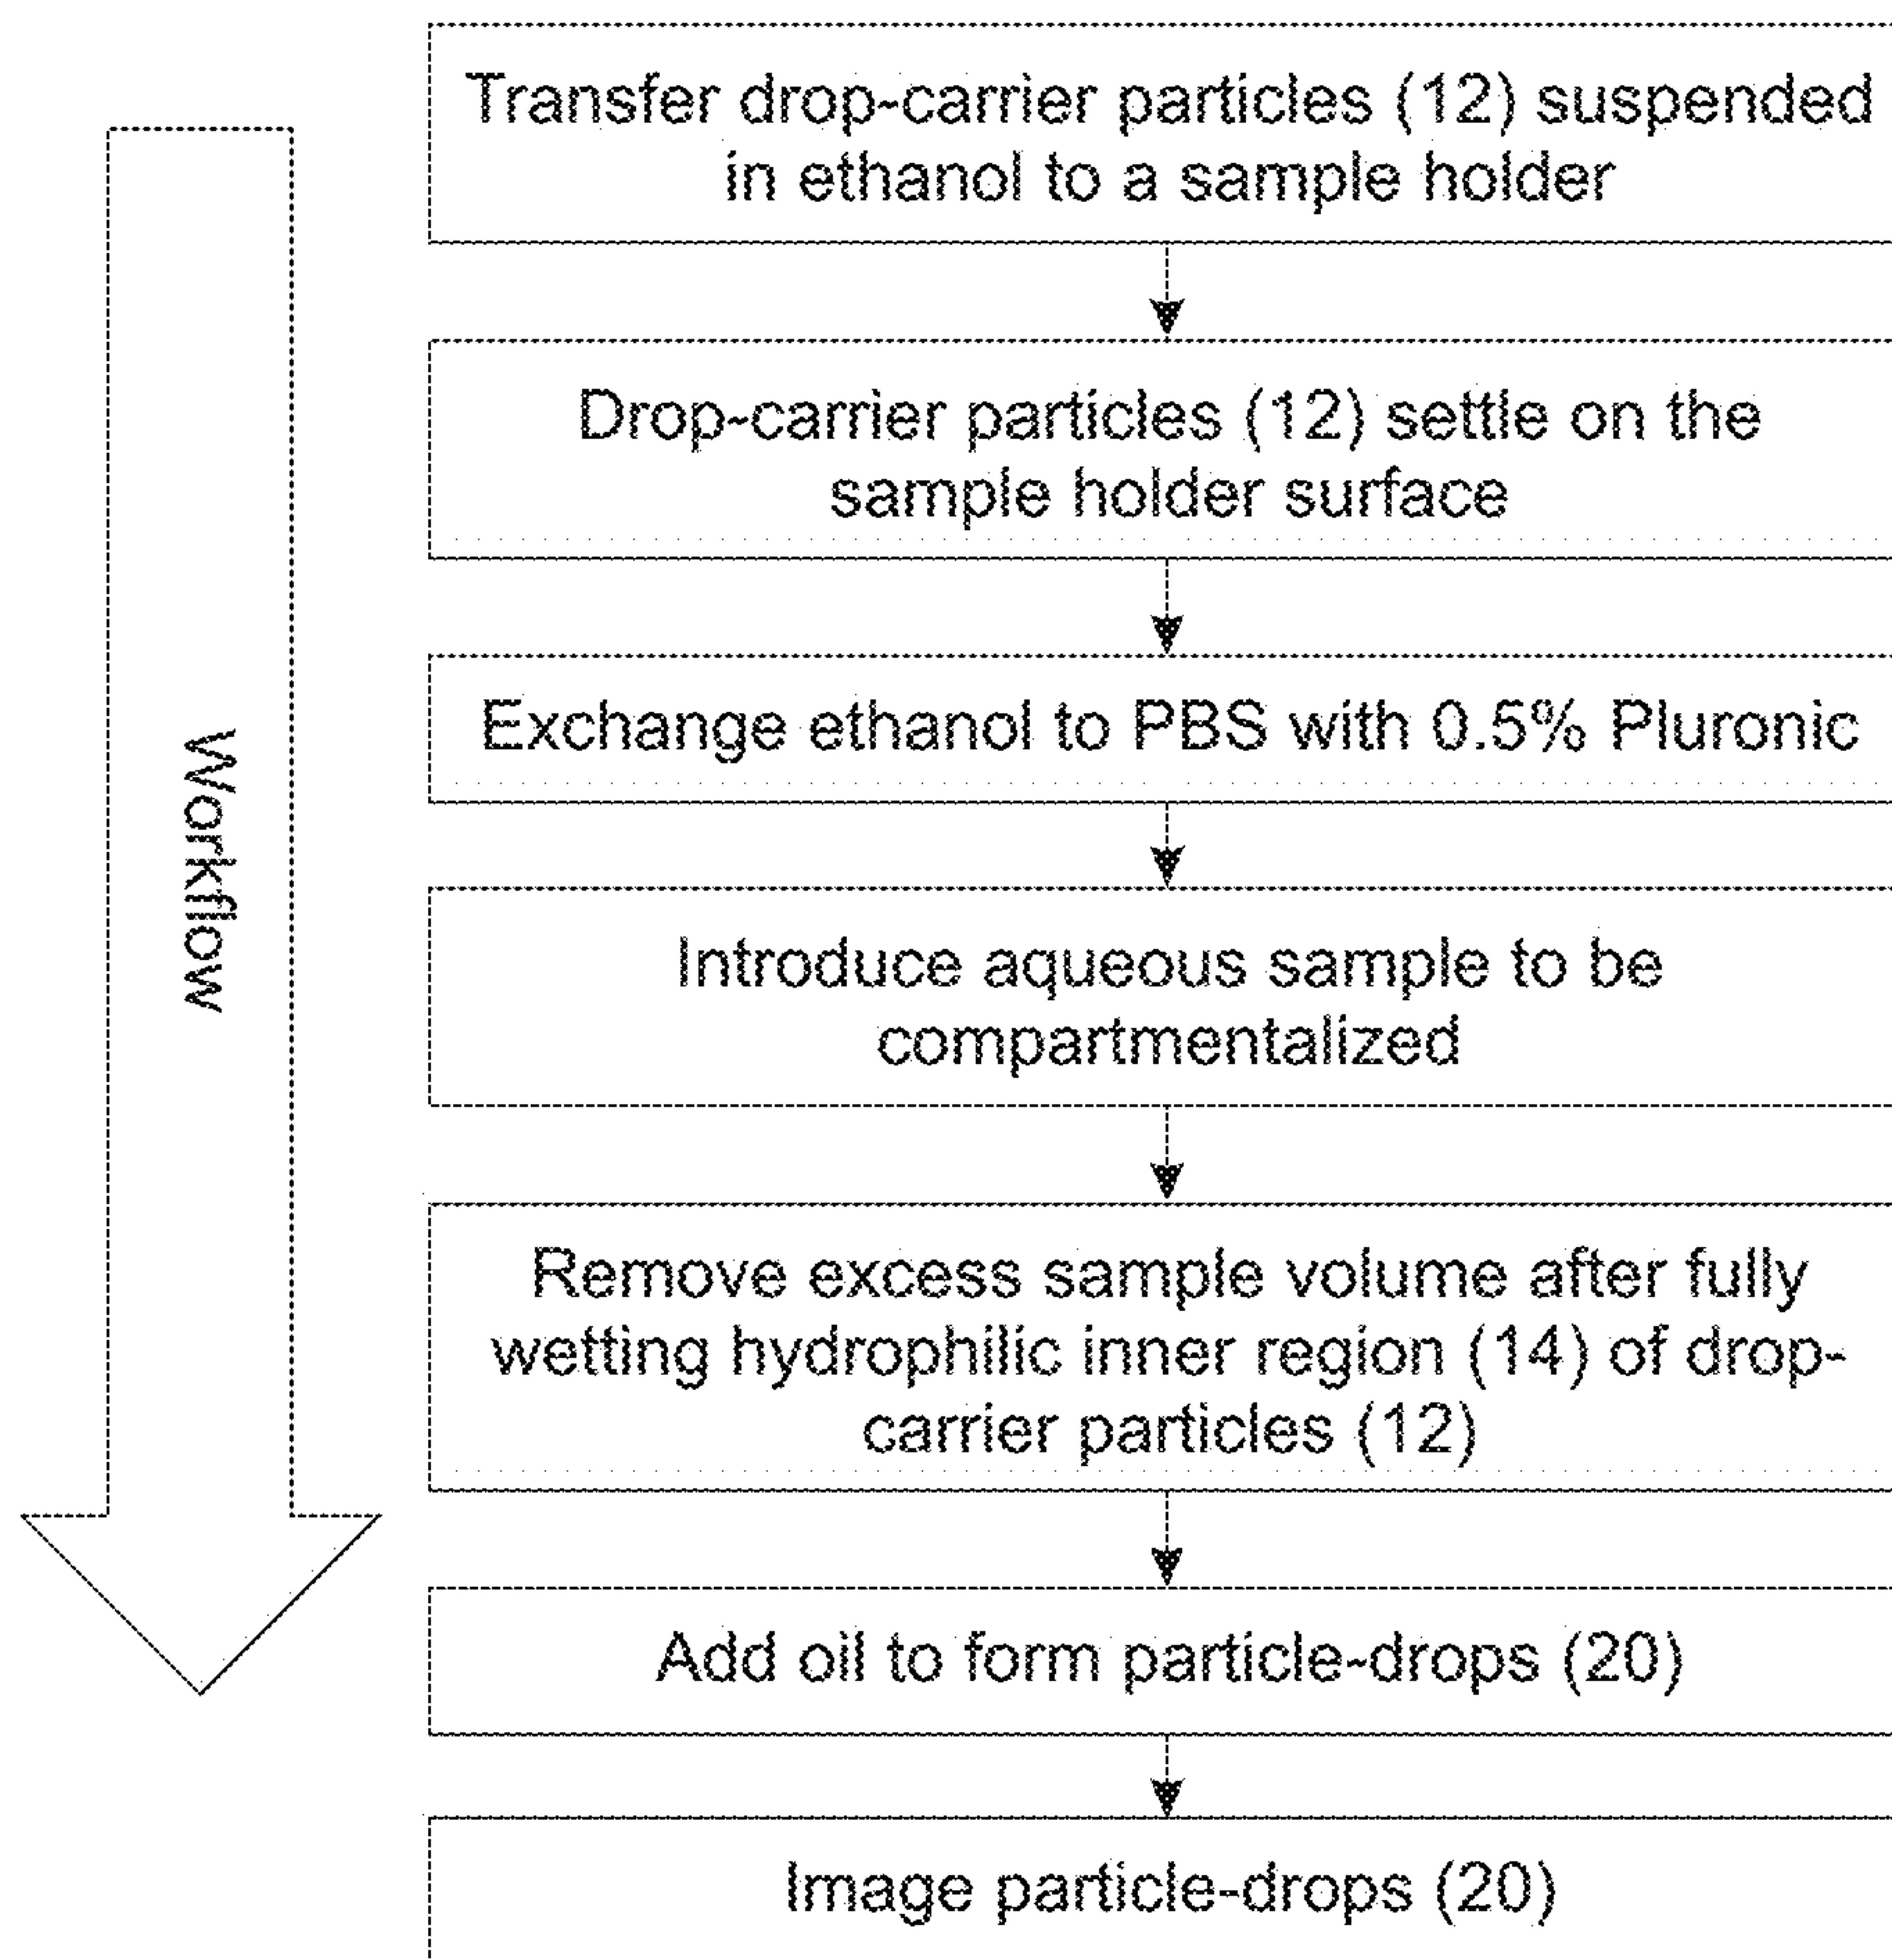 Transfer drop-carrier particles (12) suspended
in ethanol to a sample holder
Drop-carrier particles (12) settle on the
sample holder surface
Exchange ethanol to PBS with 0.5% Pluronic
Introduce aqueous sample to be
compartmentalized
Remove excess sample volume after fully
wetting hydrophilic inner region (14) of drop-
carrier particles (12)
Add oil to form particle-drops (20)
Image particle-drops (20)
Workflow